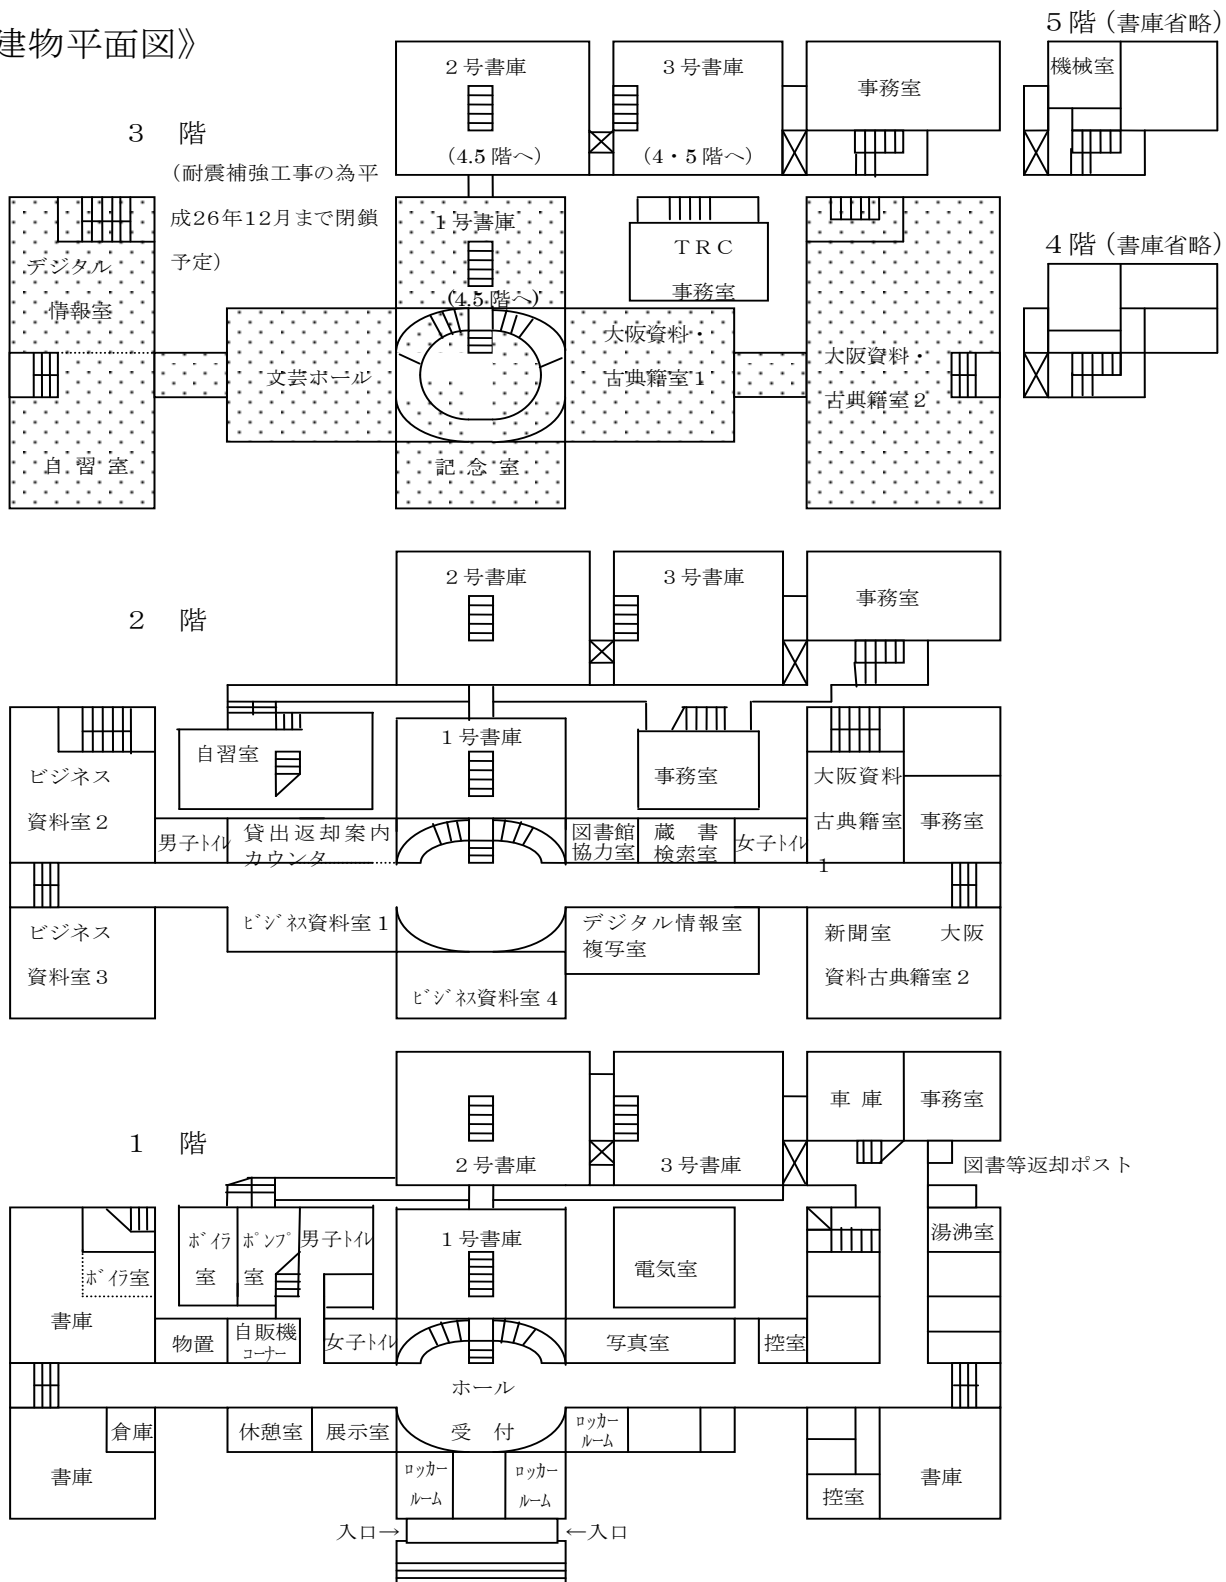 建物平面図》
5階（書庫省略）
3　階
（耐震補強工事の為平
成26年12月まで閉鎖
予定）
2号書庫
（4.5階へ）
3号書庫
（4・5階へ）
事務室
機械室
4階（書庫省略）
デジタル
情報室
自習室
文芸ホール
1号書庫
（4.5階へ）
記念室
TRC
事務室
大阪資料・
古典籍室1
大阪資料・
古典籍室2
2　階
2号書庫
3号書庫
事務室
ビジネス
資料室2
自習室
1号書庫
事務室
大阪資料
古典籍室
1
事務室
男子トイレ
貸出返却案内
カウンター
図書館
協力室
蔵書
検索室
女子トイレ
ビジネス
資料室3
ビジネス資料室1
ビジネス資料室4
デジタル情報室
複写室
新聞室　大阪
資料古典籍室2
1　階
2号書庫
3号書庫
車庫
事務室
図書等返却ポスト
湯沸室
ボイラ
室
ポンプ
室
男子トイレ
1号書庫
電気室
ボイラ室
書庫
物置
自販機
コーナー
女子トイレ
写真室
控室
ホール
倉庫
休憩室
展示室
受　付
ロッカー
ルーム
書庫
ロッカー
ルーム
ロッカー
ルーム
控室
書庫
入口→
←入口